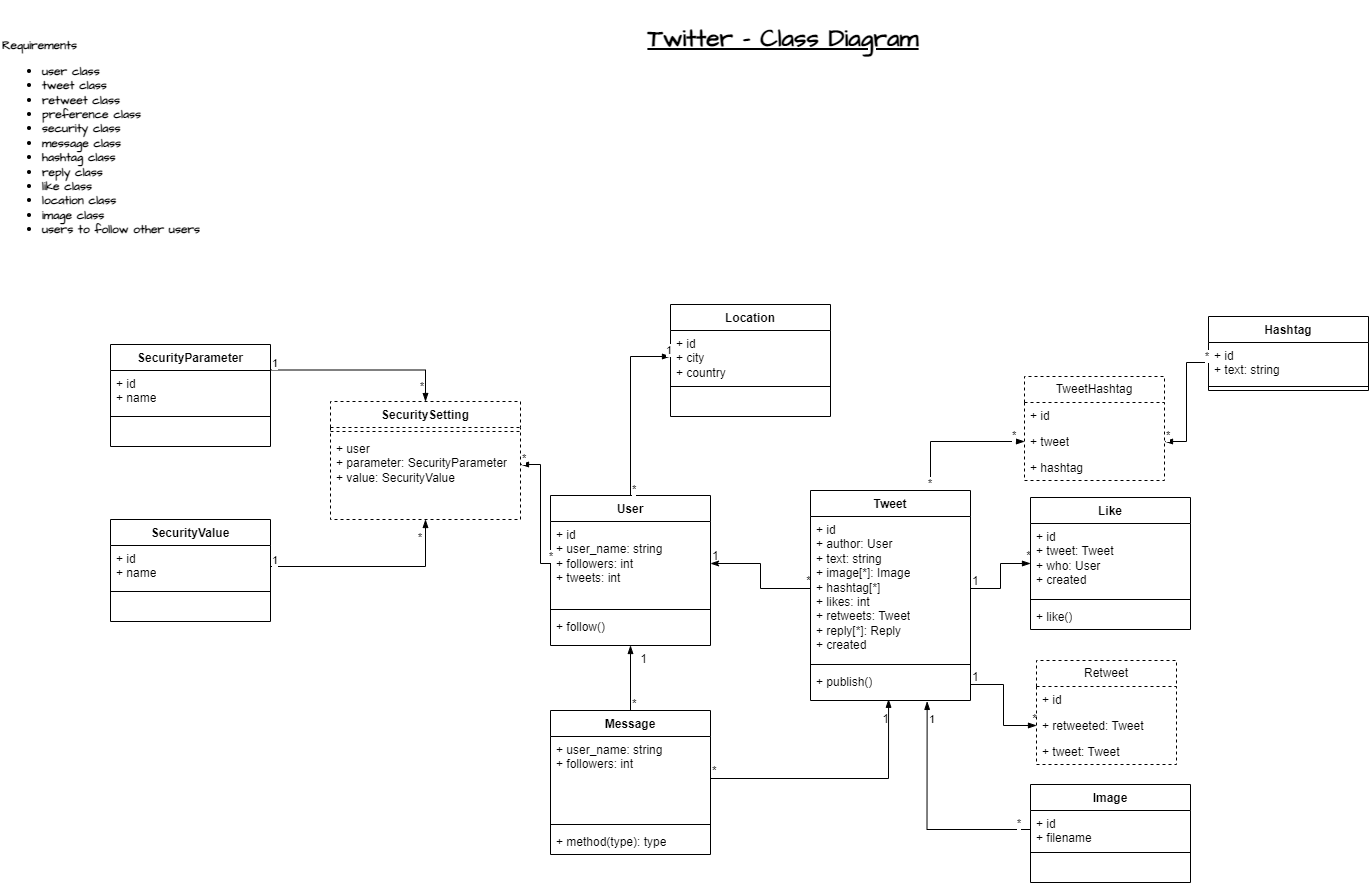 Twitter - Class Diagram
Requirements
user class
tweet class
retweet class
preference class
security class
message class
hashtag class
reply class
like class
location class
image class
users to follow other users
Location
+ id
+ city
+ country
1
*
Hashtag
+ id
+ text: string
*
SecurityParameter
+ id
+ name
1
*
SecuritySetting
+ user
+ parameter: SecurityParameter
+ value: SecurityValue
*
*
TweetHashtag
+ id
+ tweet
+ hashtag
*
*
*
SecurityValue
+ id
+ name
1
User
+ id
+ user_name: string
+ followers: int
+ tweets: int
+ follow()
*
1
1
Tweet
+ id
+ author: User
+ text: string
+ image[*]: Image
+ hashtag[*]
+ likes: int
+ retweets: Tweet
+ reply[*]: Reply
+ created
+ publish()
*
1
1
1
1
Like
+ id
+ tweet: Tweet
+ who: User
+ created
+ like()
*
Retweet
+ id
+ retweeted: Tweet
+ tweet: Tweet
*
Message
+ user_name: string
+ followers: int
+ method(type): type
*
*
Image
+ id
+ filename
*